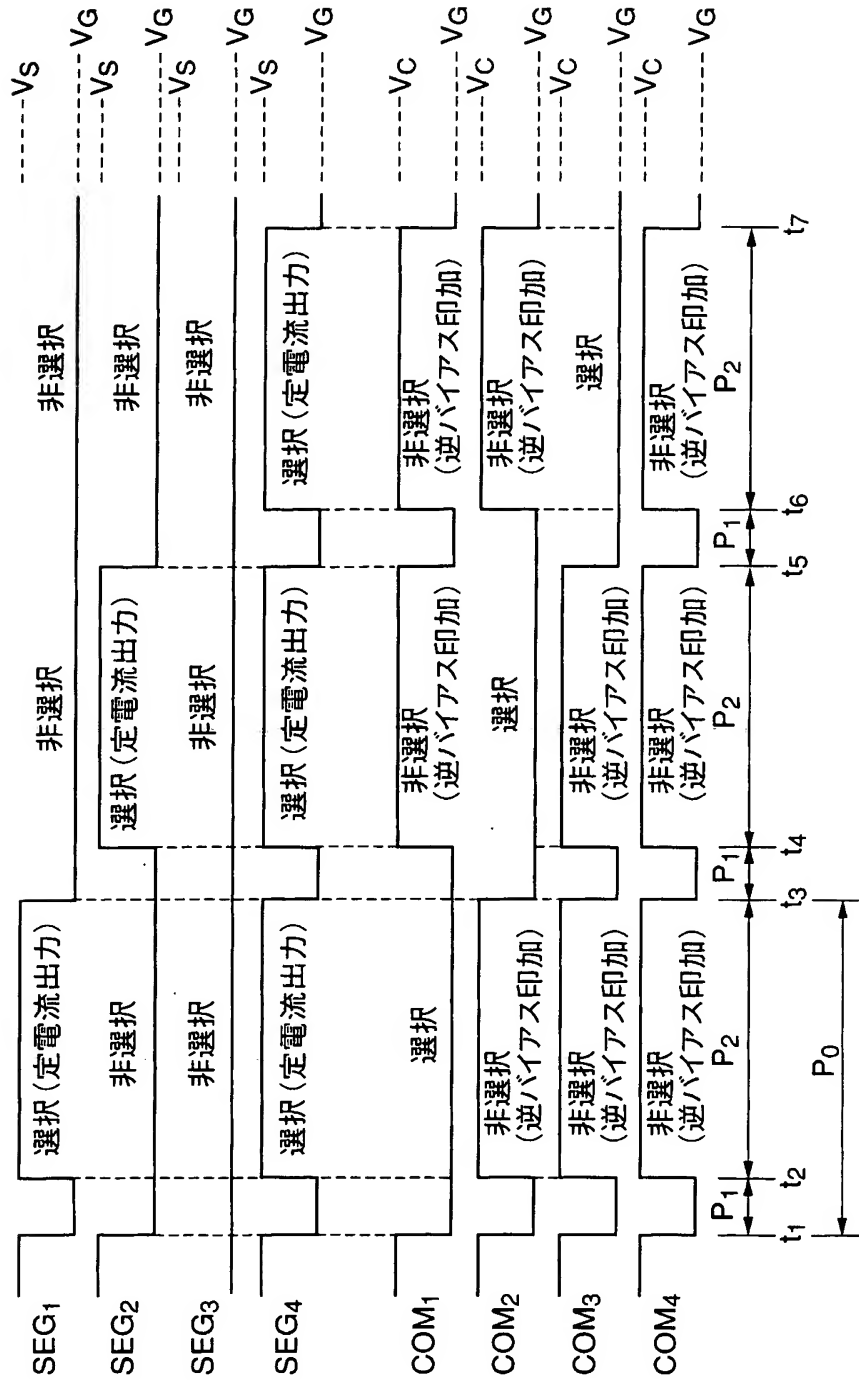 SEG1
選択(定電流出力)
非選択
非選択
VS
VG
SEG2
非選択
選択(定電流出力)
非選択
VS
VG
SEG3
非選択
非選択
非選択
VS
VG
SEG4
選択(定電流出力)
選択(定電流出力)
選択(定電流出力)
VS
VG
COM1
選択
非選択
(逆バイアス印加)
非選択
(逆バイアス印加)
VC
VG
COM2
非選択
(逆バイアス印加)
選択
非選択
(逆バイアス印加)
VC
VG
COM3
非選択
(逆バイアス印加)
非選択
(逆バイアス印加)
選択
VC
VG
COM4
非選択
(逆バイアス印加)
非選択
(逆バイアス印加)
非選択
(逆バイアス印加)
VC
VG
P1
P2
P1
P2
P1
P2
t1
t2
t3
t4
t5
t6
t7
P0